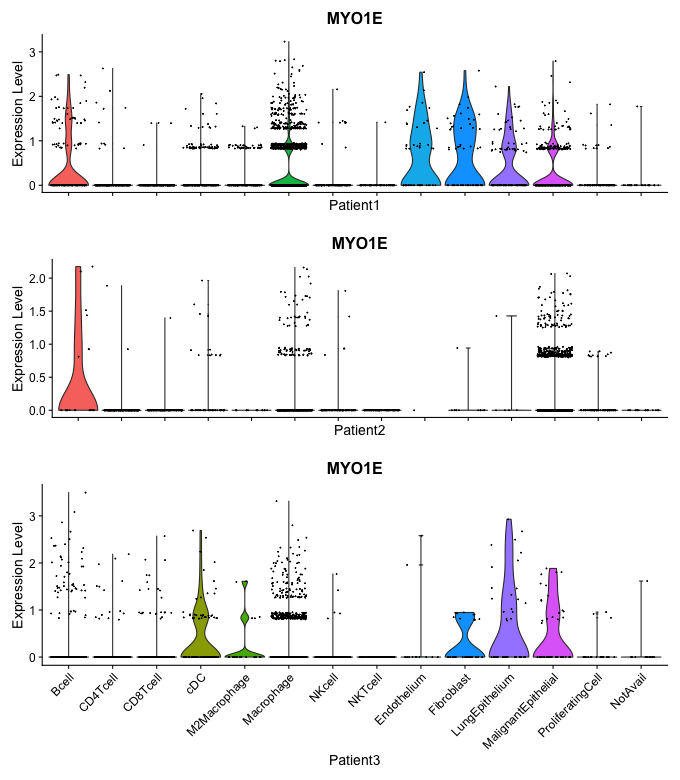 MYO1E
Expression Level
3
2
1
0
Patient1
MYO1E
Expression Level
2.0
1.5
1.0
0.5
0.0
Patient2
MYO1E
Expression Level
3
2
1
0
Bcell
CD4Tcell
CD8Tcell
cDC
M2Macrophage
Macrophage
NKcell
NKTcell
Endothelium
Fibroblast
LungEpithelium
MalignantEpithelial
ProliferatingCell
NotAvail
Patient3